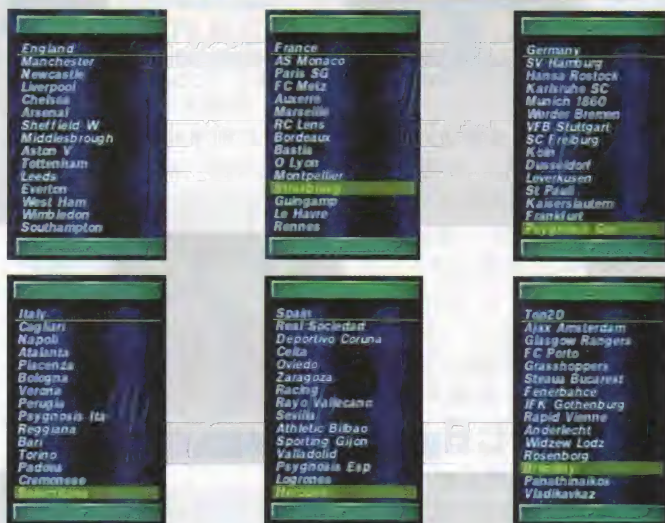 England
Manchester
Newcastle
Liverpool
Chelsea
Arsenal
Sheffield W
Middlesbrough
Aston V
Tottenham
Leeds
Everton
West Ham
Wimbledon
Southampton
France
AS Monaco
Paris SG
FC Metz
Auxerre
Marseille
RC Lens
Bordeaux
Bastia
O Lyon
Montpellier
Guingamp
Le Havre
Rennes
Germany
SV Hamburg
Hansa Rostock
Karlsruhe SC
Munich 1860
Werder Bremen
VFB Stuttgart
SC Freiburg
Koln
Dusseldorf
Leverkusen
St Pauli
Kaiserslautern
Frankfurt
Italy
Cagliari
Napoli
Atalanta
Piacenza
Bologna
Verona
Perugia
Psygnosis Ita
Reggiana
Bari
Torino
Padova
Cremonese
Spain
Real Sociedad
Deportivo Coruna
Celta
Oviedo
Zaragoza
Racing
Rayo Vallecano
Sevilla
Athletic Bilbao
Sporting Gijon
Valladolid
Psygnosis Esp
Logrones
Top20
Ajax Amsterdam
Glasgow Rangers
FC Porto
Grasshoppers
Steaua Bucarest
Fenerbahce
IFK Gothenburg
Rapid Vienne
Anderlecht
Widzew Lodz
Rosenborg
Panathinaikos
Vladikavkaz